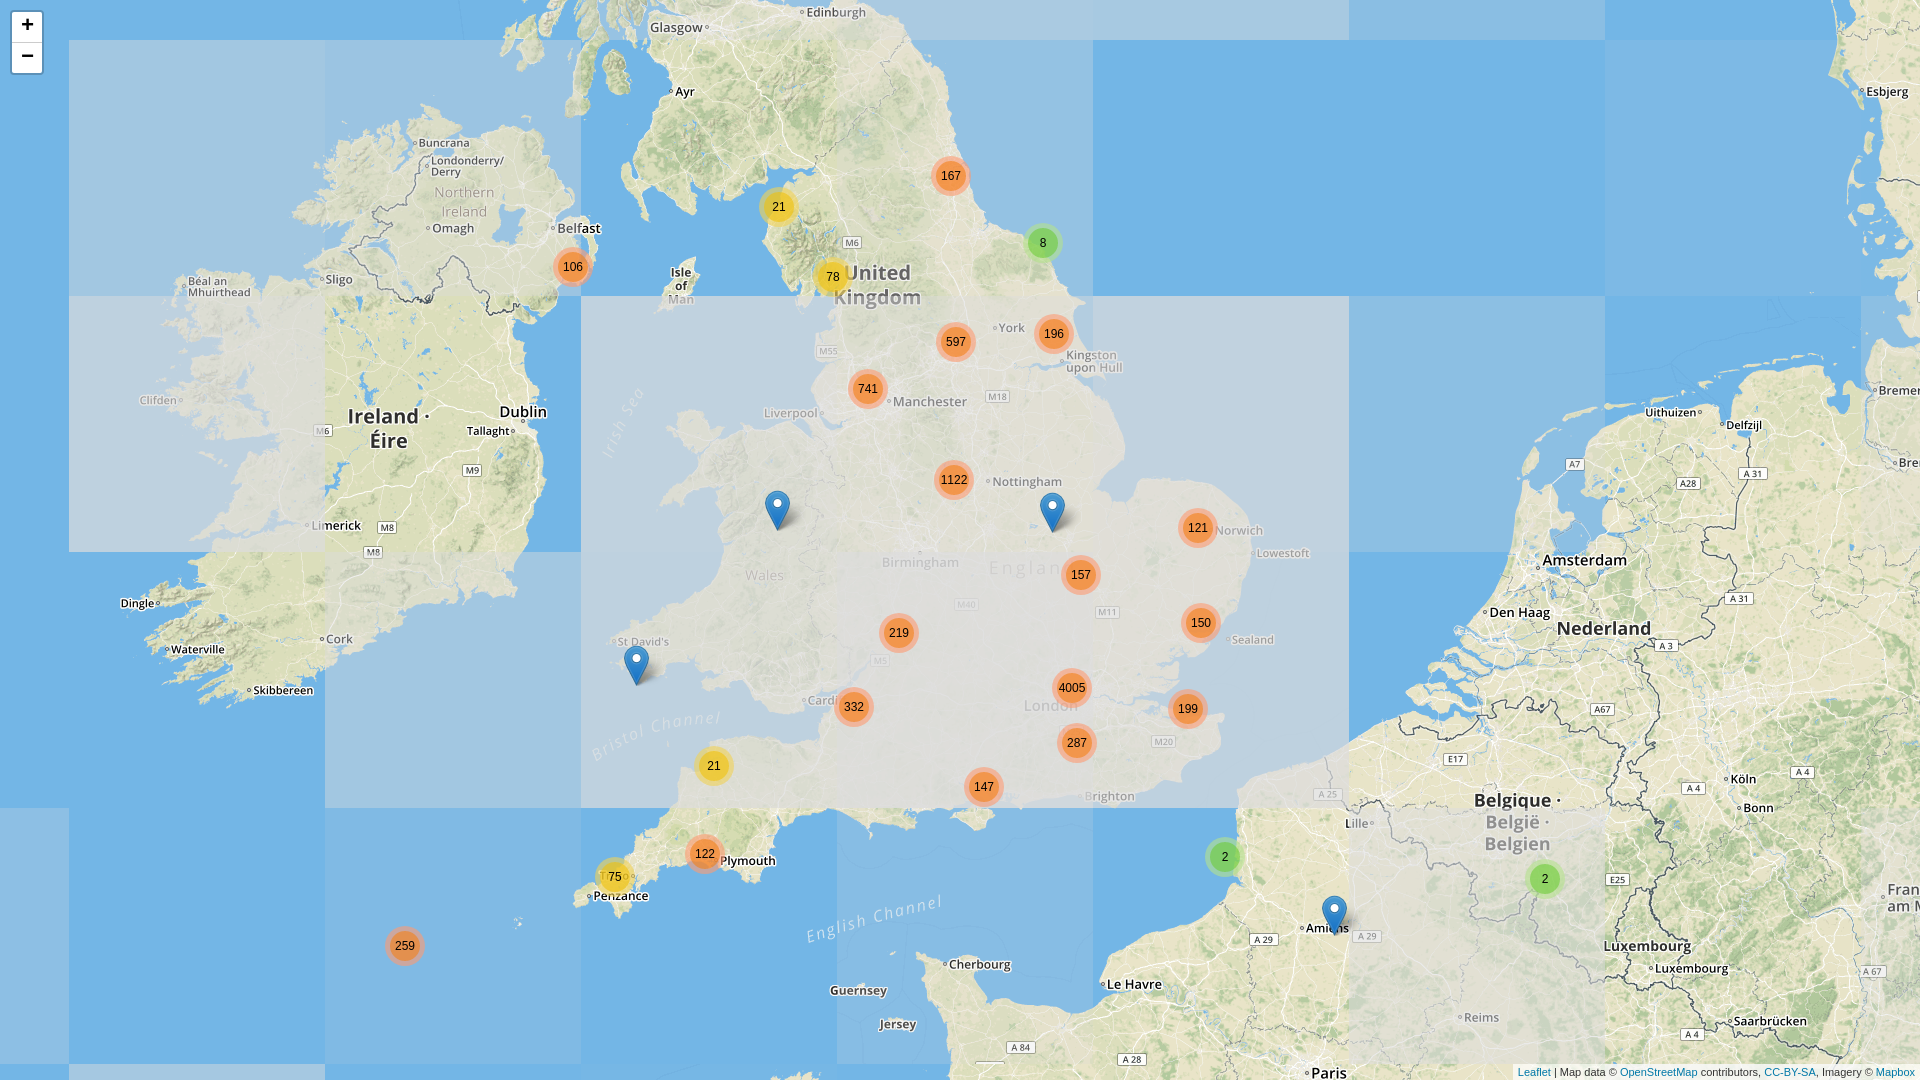 +
−
Edinburgh
Glasgow
Ayr
Esbjerg
Buncrana
Londonderry/
Derry
167
Northern
Ireland
21
Omagh
Belfast
M6
8
106
Isle
of
Man
78
United
Kingdom
Sligo
Béal an
Mhuirthead
York
196
597
M55
Kingston
upon Hull
741
Bremer
Clifden
Manchester
M18
Liverpool
Irish Sea
Ireland ·
Éire
Dublin
M6
Tallaght
Uithuizen
Delfzijl
M9
A7
A 31
Bre
1122
Nottingham
A28
Limerick
M8
M8
121
Norwich
Lowestoft
Birmingham
Wales
Englan
157
Amsterdam
Dingle
M40
M11
A 31
Den Haag
Nederland
150
219
Cork
St David's
Sealand
A 3
Waterville
M5
Skibbereen
4005
Cardi
332
London
199
A67
Bristol Channel
287
M20
E17
21
147
Brighton
A 25
Köln
A 4
A 4
Bonn
Belgique ·
België ·
Belgien
Lille
122
Plymouth
2
75
Penzance
2
E25
Fran
am M
English Channel
Amiens
A 29
A 29
259
Luxembourg
Luxembourg
Cherbourg
A 67
Le Havre
Guernsey
Reims
Saarbrücken
Jersey
A 4
A 84
A 28
Paris
Leaflet | Map data © OpenStreetMap contributors, CC-BY-SA, Imagery © Mapbox